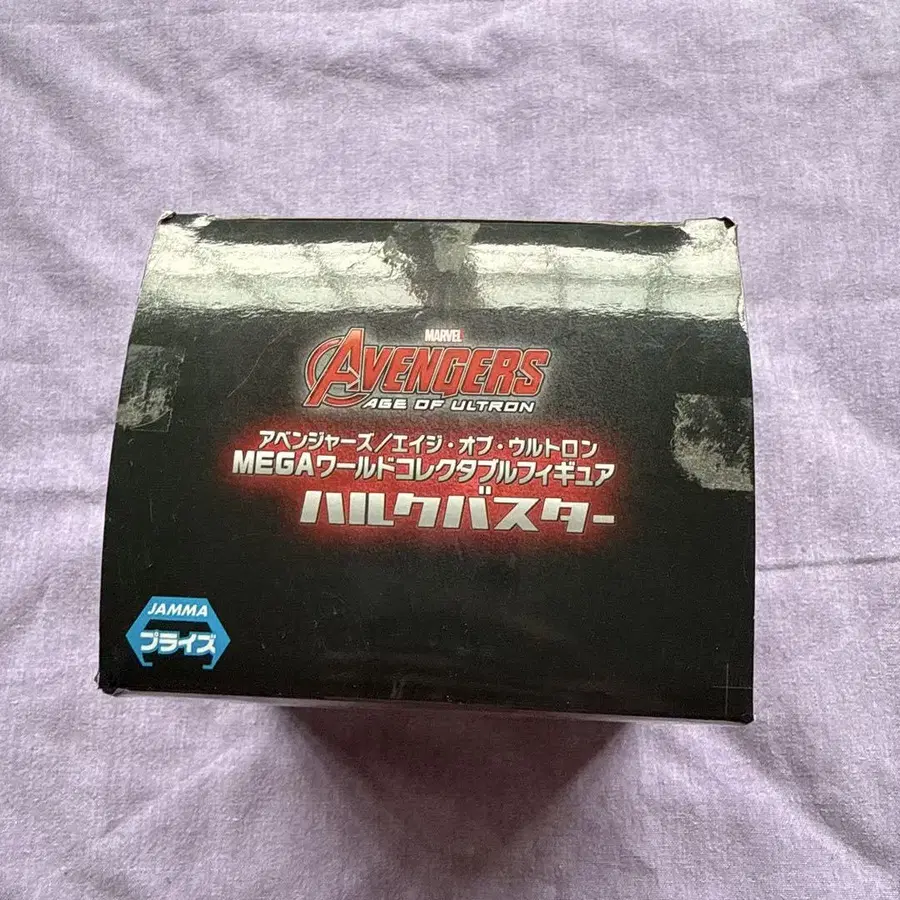 MARVEL
AVENGERS
AGE OF ULTRON
アベンジャーズ/エイジ・オブ・ウルトロン
MEGAワールドコレクタブルフィギュア
ハルクバスター
JAMMA
プライズ